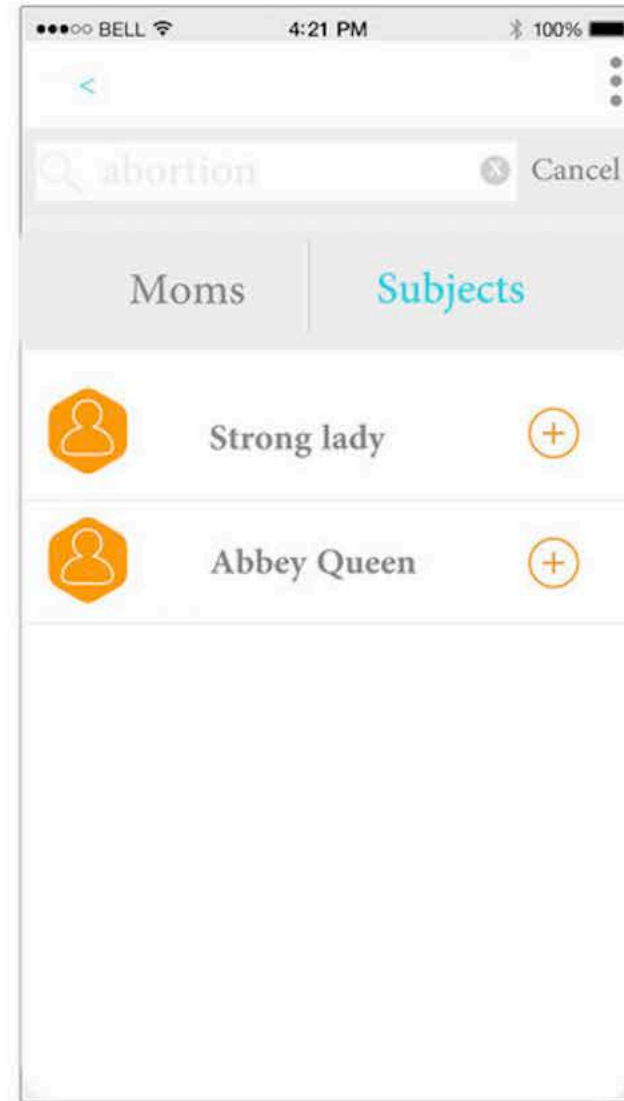 BELL 4:21 PM 100%
<
abortion x Cancel
Moms Subjects
Strong lady +
Abbey Queen +